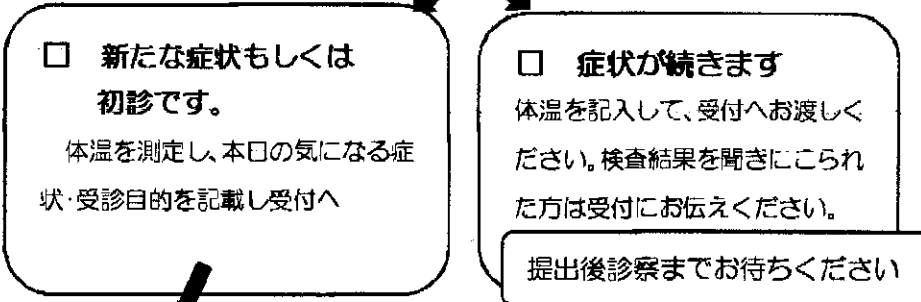 □ 新たな症状もしくは
初診です。
体温を測定し、本日の気になる症
状・受診目的を記載し受付へ
□ 症状が続きます
体温を記入して、受付へお渡しく
ださい。検査結果を聞きにこられ
た方は受付にお伝えください。
提出後診察までお待ちください